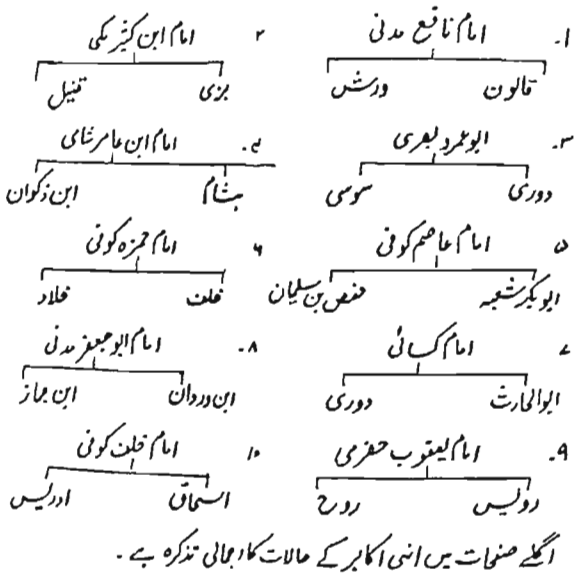 ۱۔ امام نافع مدنی
قالون ورش
۲ امام ابن کثیر مکی
بزی قنبل
۳۔ ابو عمرو بصری
دوری سوسی
۴۔ امام ابن عامر شامی
ہشام ابن ذکوان
۵ امام عاصم کوفی
ابوبکر شعبہ حفص بن سلیمان
۶ امام حمزہ کوفی
خلف خلاد
۷ امام کسائی
ابوالحارث دوری
۸۔ امام ابو جعفر مدنی
ابن وردان ابن جماز
۹۔ امام یعقوب حضرمی
رویس روح
۱۰ امام خلف کوفی
اسحاق ادریس
اگلے صفحات میں انہی اکابر کے حالات کا اجمالی تذکرہ ہے ۔